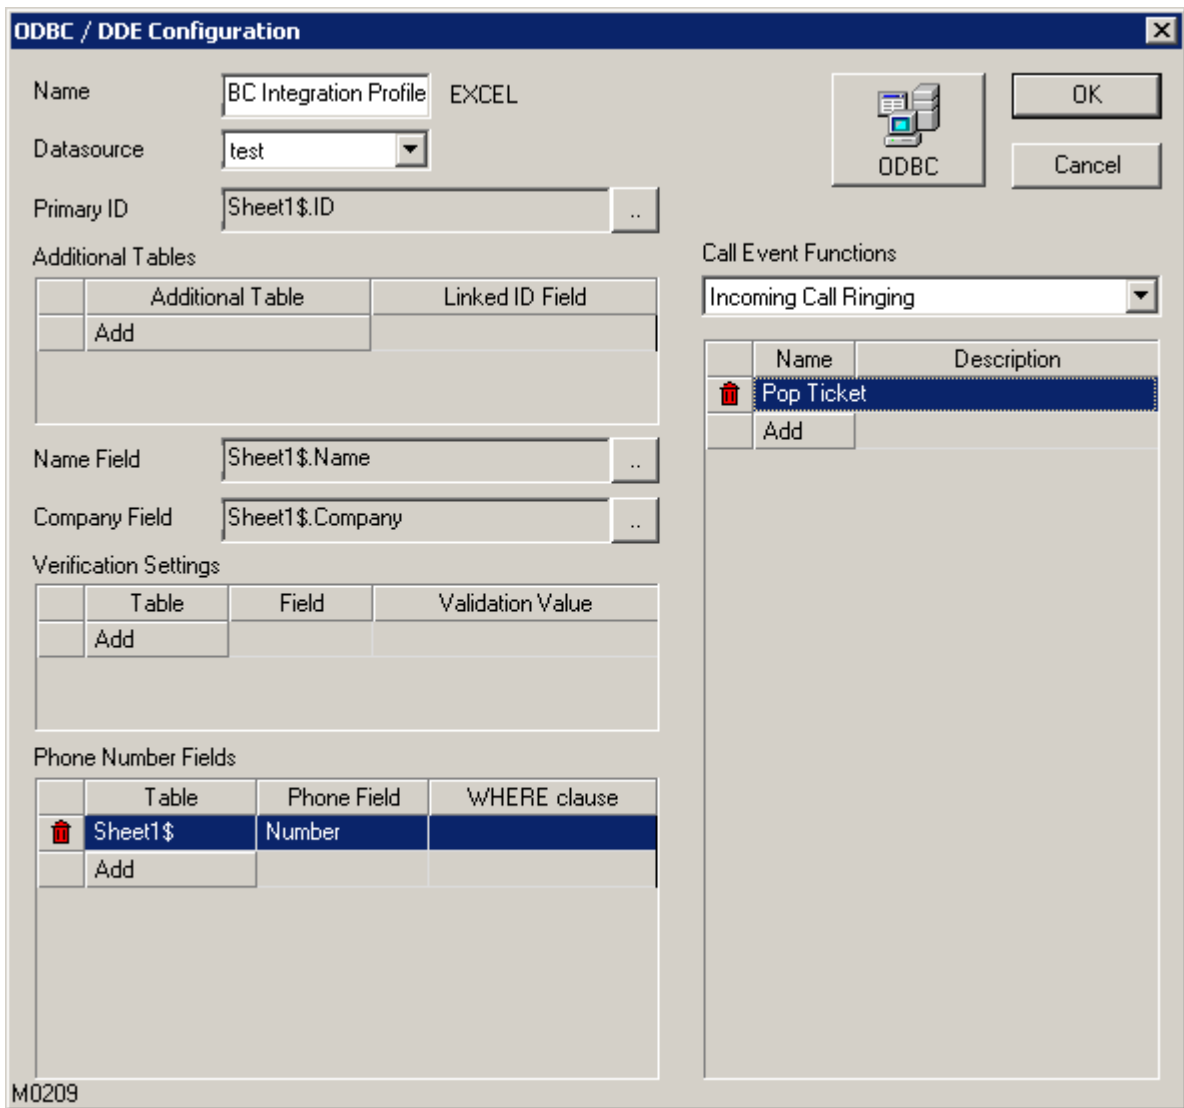 ODBC / DDE Configuration
Name
BC Integration Profile
EXCEL
ODBC
OK
Cancel
Datasource
test
Primary ID
Sheet1$.ID
..
Additional Tables
Additional Table
Linked ID Field
Add
Name Field
Sheet1$.Name
..
Company Field
Sheet1$.Company
..
Verification Settings
Table
Field
Validation Value
Add
Phone Number Fields
Table
Phone Field
WHERE clause
Sheet1$
Number
Add
Call Event Functions
Incoming Call Ringing
Name
Description
Pop Ticket
Add
M0209